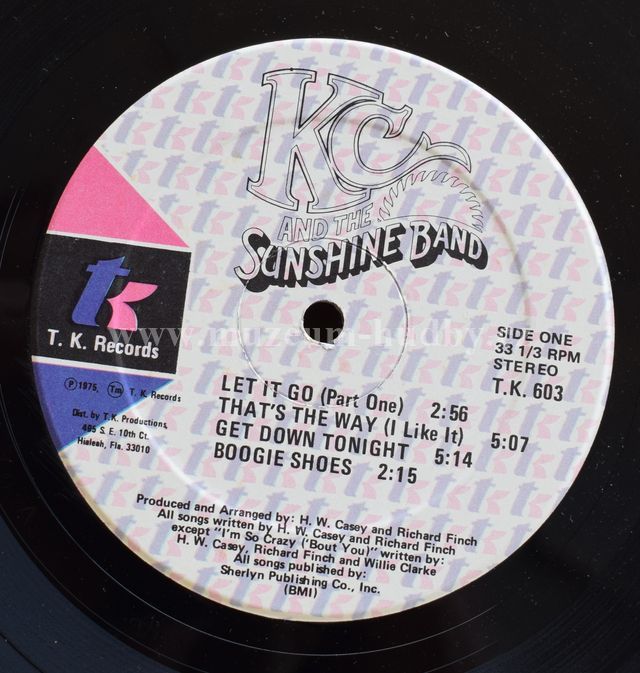 KC
AND THE
SUNSHINE BAND
tk
T. K. Records
SIDE ONE
33 1/3 RPM
STEREO
T.K. 603
www.muzeum-hudby.
Ⓟ 1975, Tm T. K. Records
Dist. by T.K. Productions,
495 S. E. 10th Ct.
Hialeah, Fla. 33010
LET IT GO (Part One) 2:56
THAT'S THE WAY (I Like It) 5:07
GET DOWN TONIGHT 5:14
BOOGIE SHOES 2:15
Produced and Arranged by: H. W. Casey and Richard Finch
All songs written by H. W. Casey and Richard Finch
except "I'm So Crazy ('Bout You)" written by:
H. W. Casey, Richard Finch and Willie Clarke
All songs published by:
Sherlyn Publishing Co., Inc.
(BMI)